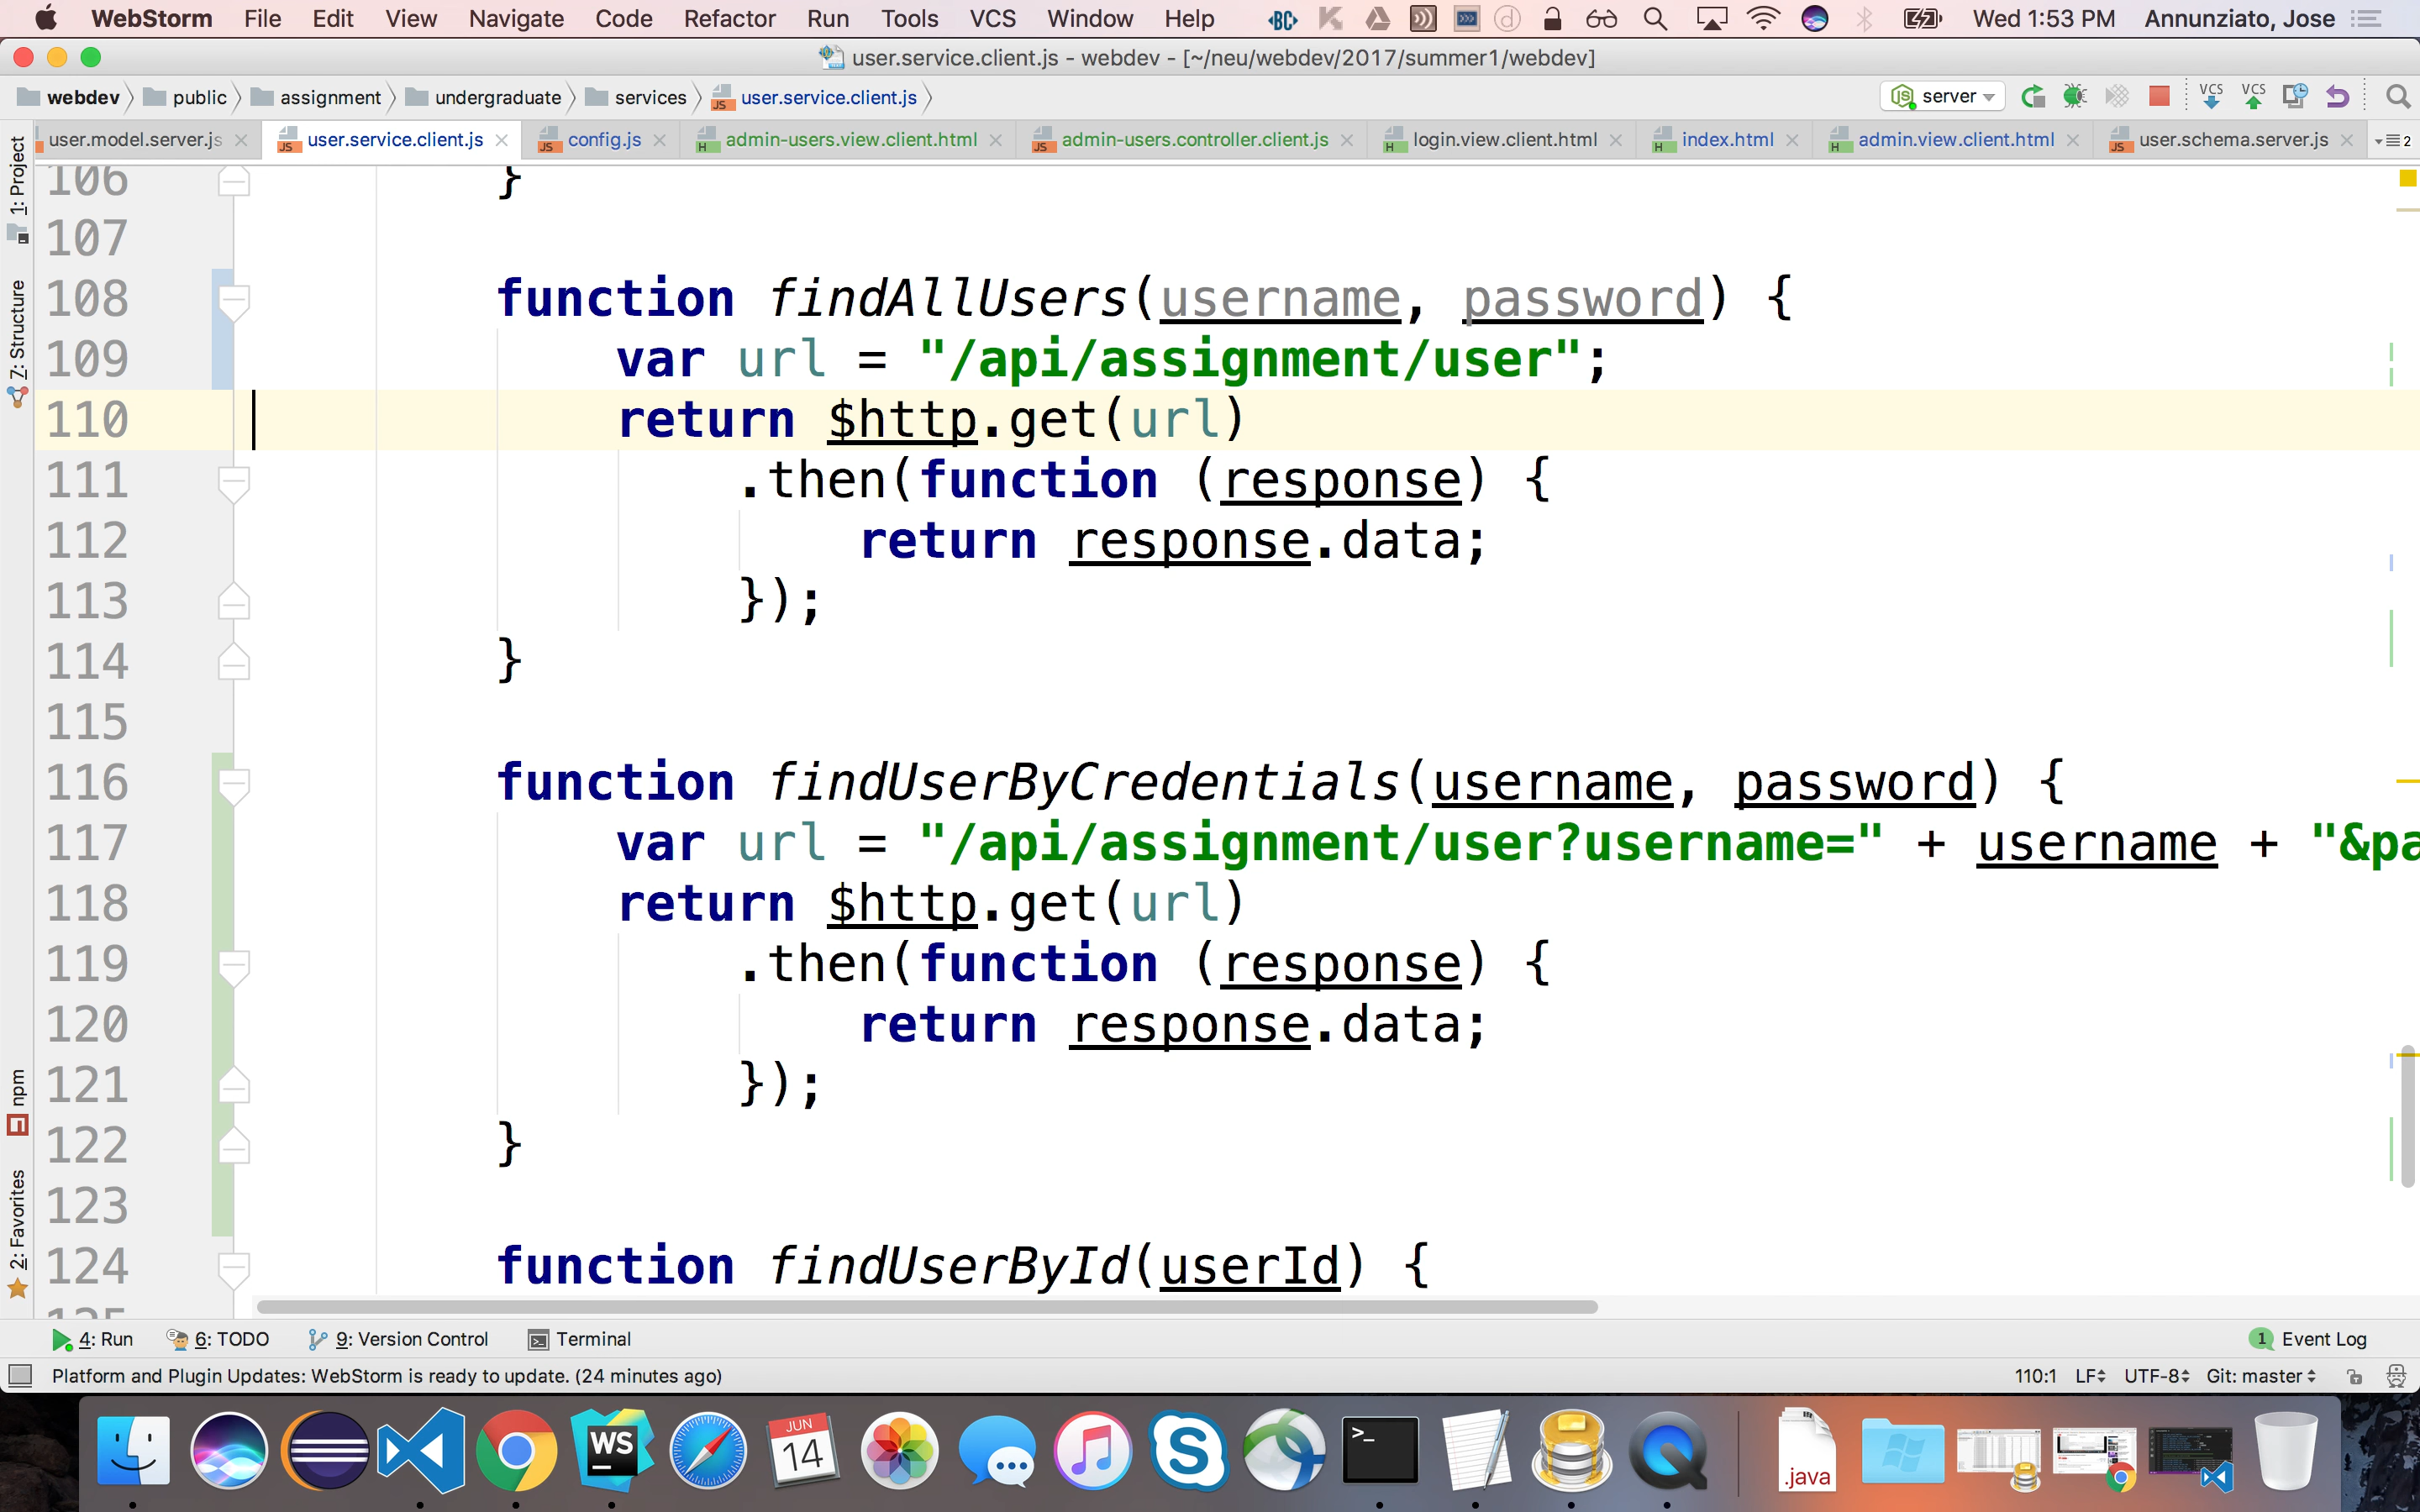 WebStorm File Edit View Navigate Code Refactor Run Tools VCS Window Help BC Wed 1:53 PM Annunziato, Jose
user.service.client.js - webdev - [~/neu/webdev/2017/summer1/webdev]
webdev public assignment undergraduate services user.service.client.js server VCS VCS
user.model.server.js user.service.client.js config.js admin-users.view.client.html admin-users.controller.client.js login.view.client.html index.html admin.view.client.html user.schema.server.js 2
1: Project
7: Structure
npm
2: Favorites
106 }
107
108 function findAllUsers(username, password) {
109 var url = "/api/assignment/user";
110 return $http.get(url)
111 .then(function (response) {
112 return response.data;
113 });
114 }
115
116 function findUserByCredentials(username, password) {
117 var url = "/api/assignment/user?username=" + username + "&pa
118 return $http.get(url)
119 .then(function (response) {
120 return response.data;
121 });
122 }
123
124 function findUserById(userId) {
125
4: Run 6: TODO 9: Version Control Terminal 1 Event Log
Platform and Plugin Updates: WebStorm is ready to update. (24 minutes ago) 110:1 LF UTF-8 Git: master
WS JUN 14 S >_ .java